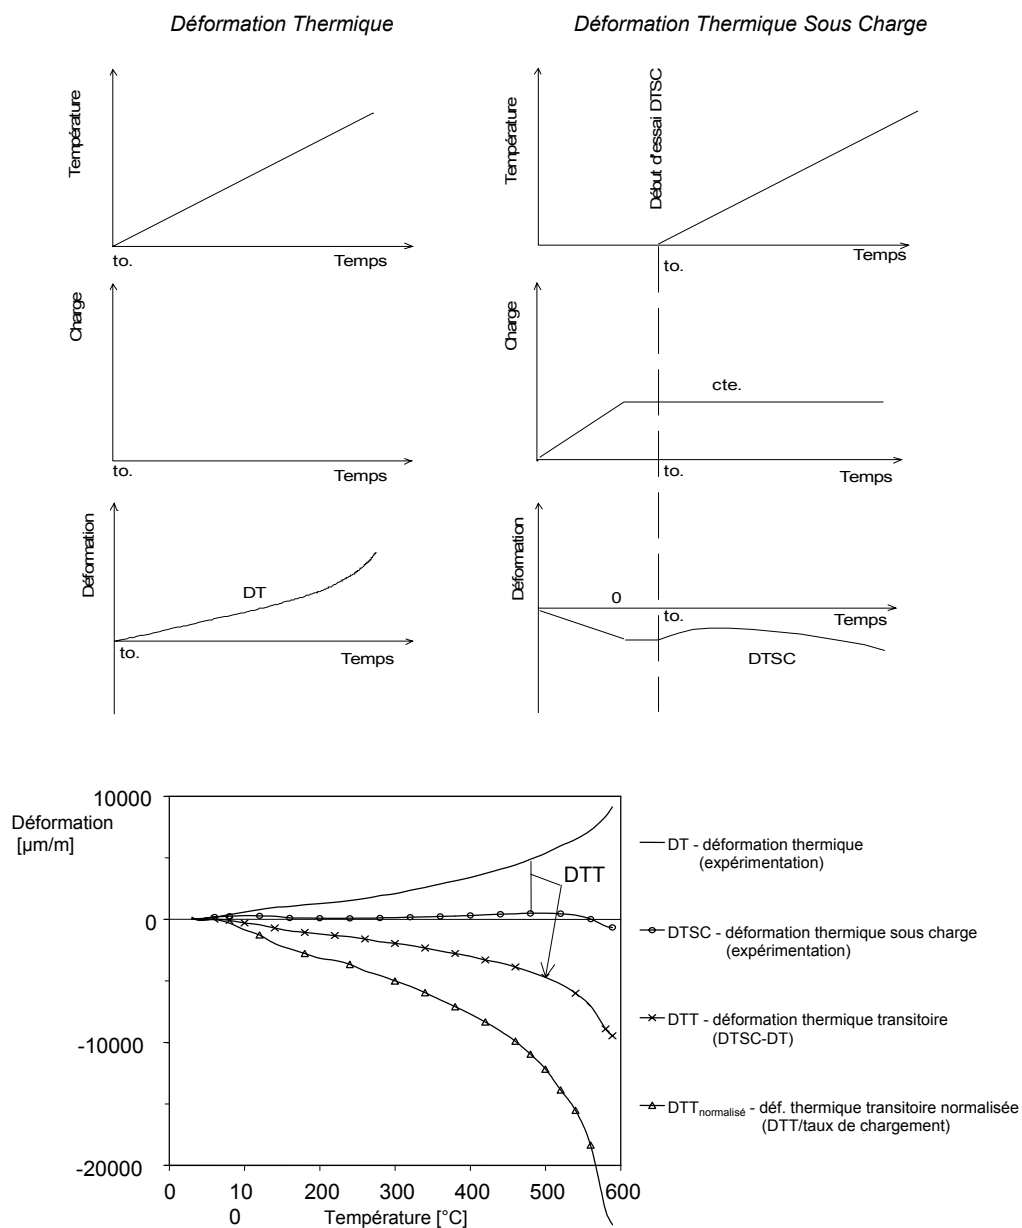 Déformation Thermique
Déformation Thermique Sous Charge
Température
to.
Temps
Température
Début d'essai DTSC
to.
Temps
Charge
to.
Temps
Charge
cte.
to.
Temps
Déformation
DT
to.
Temps
Déformation
0
to.
Temps
DTSC
Déformation
[µm/m]
10000
0
-10000
-20000
DTT
0
10
0
200
300
400
500
600
Température [°C]
DT - déformation thermique
(expérimentation)
DTSC - déformation thermique sous charge
(expérimentation)
DTT - déformation thermique transitoire
(DTSC-DT)
DTTnormalisé - déf. thermique transitoire normalisée
(DTT/taux de chargement)